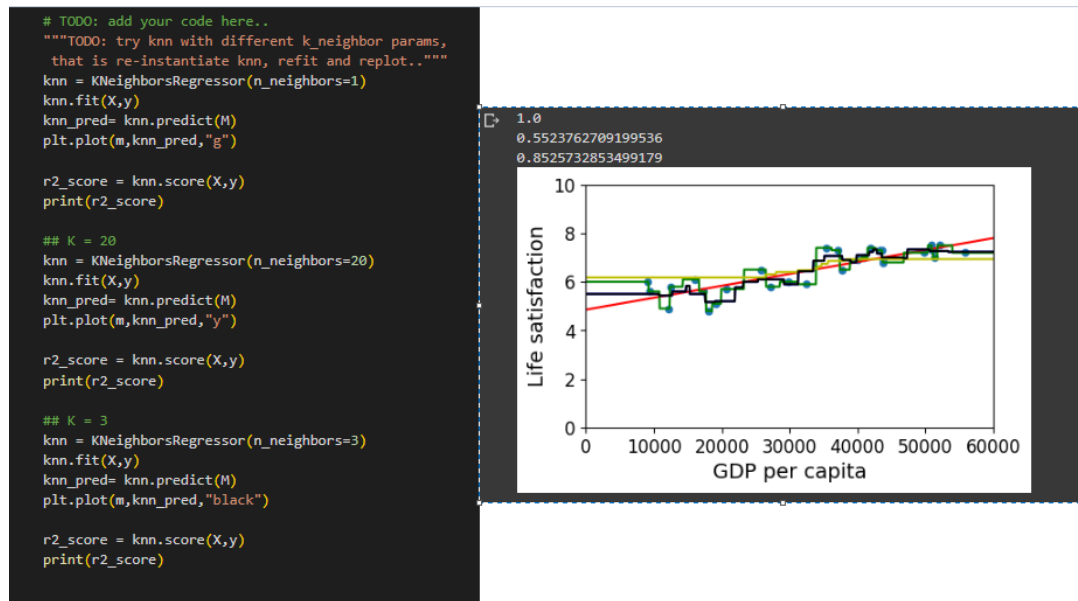 # TODO: add your code here..
"""TODO: try knn with different k_neighbor params,
that is re-instantiate knn, refit and replot.."""
knn = KNeighborsRegressor(n_neighbors=1)
knn.fit(X,y)
knn_pred= knn.predict(M)
plt.plot(m,knn_pred,"g")
r2_score = knn.score(X,y)
print(r2_score)
## K = 20
knn = KNeighborsRegressor(n_neighbors=20)
knn.fit(X,y)
knn_pred= knn.predict(M)
plt.plot(m,knn_pred,"y")
r2_score = knn.score(X,y)
print(r2_score)
## K = 3
knn = KNeighborsRegressor(n_neighbors=3)
knn.fit(X,y)
knn_pred= knn.predict(M)
plt.plot(m,knn_pred,"black")
r2_score = knn.score(X,y)
print(r2_score)
1.0
0.5523762709199536
0.8525732853499179
10
8
6
4
2
0
Life satisfaction
0 10000 20000 30000 40000 50000 60000
GDP per capita